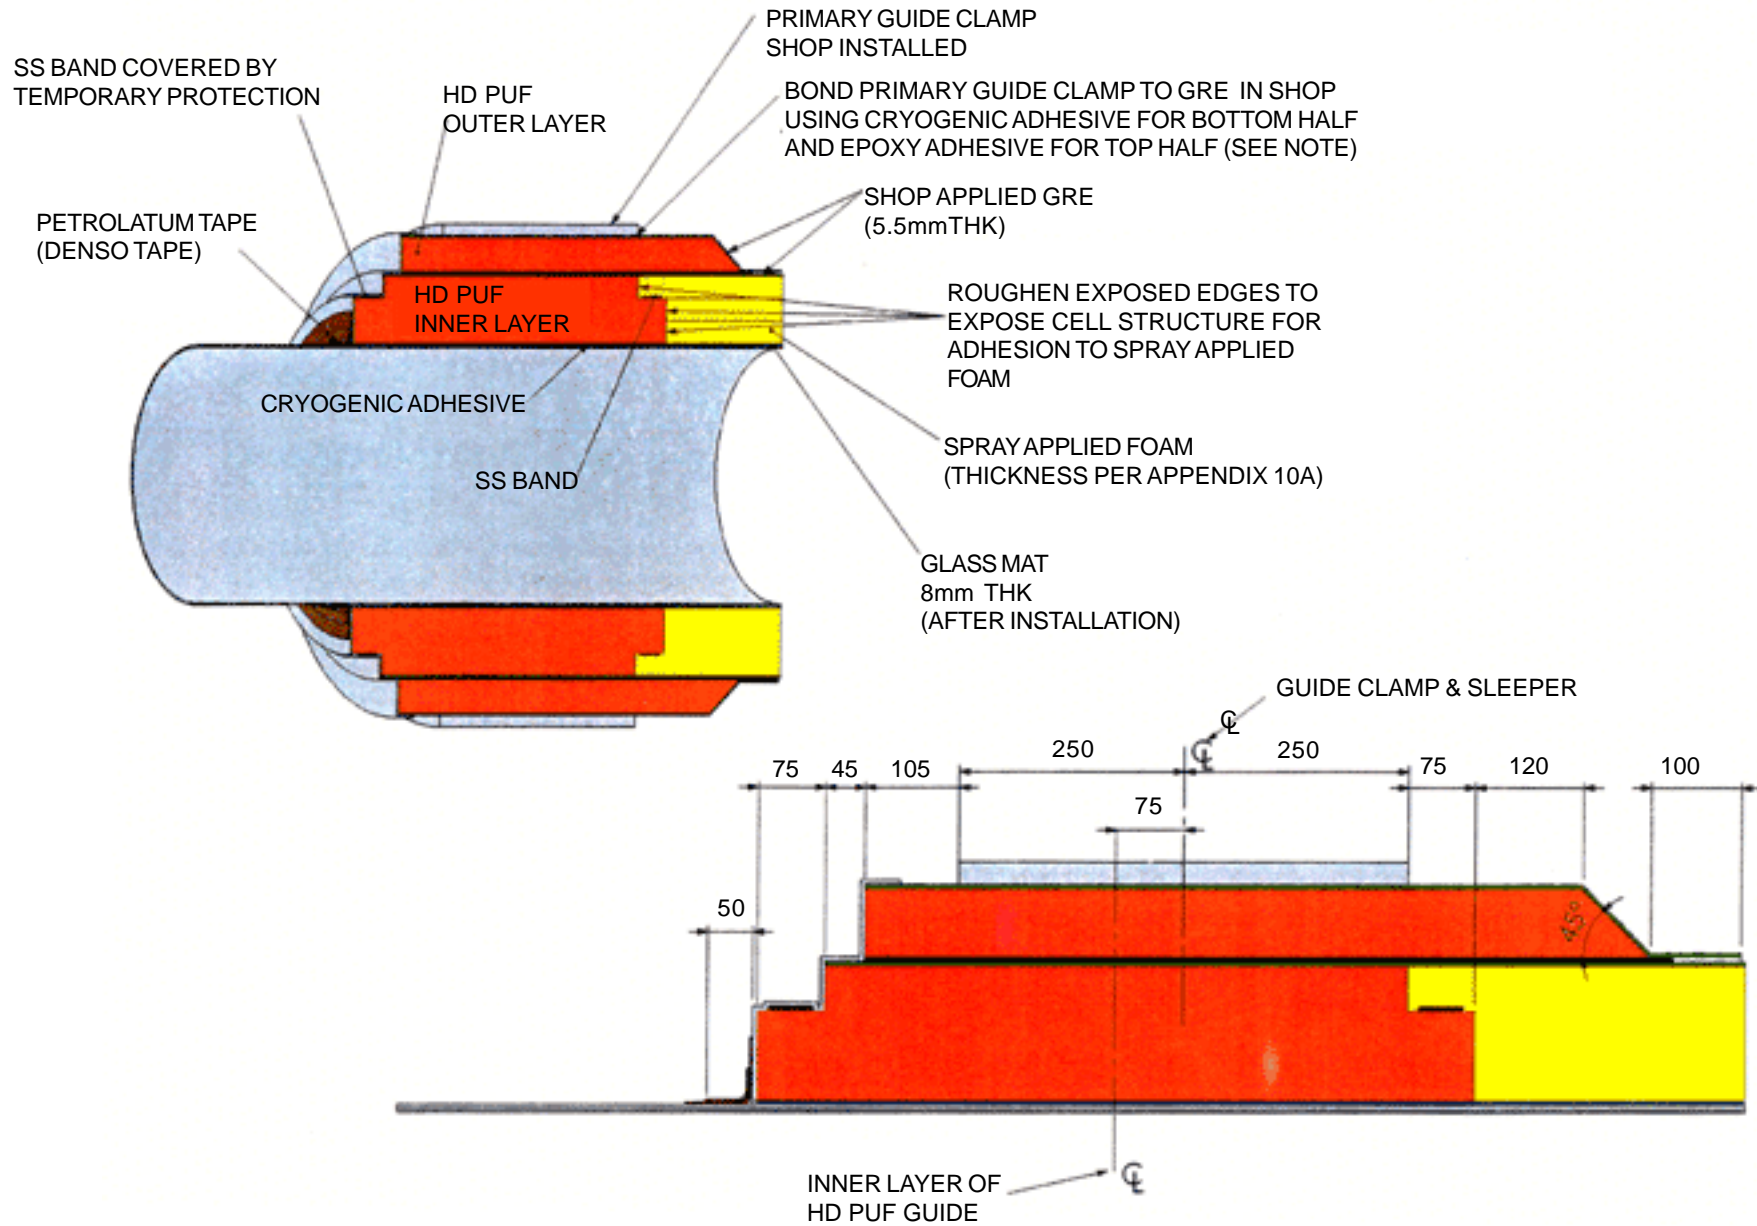 PRIMARY GUIDE CLAMP
SHOP INSTALLED
SS BAND COVERED BY
TEMPORARY PROTECTION
HD PUF
OUTER LAYER
BOND PRIMARY GUIDE CLAMP TO GRE IN SHOP
USING CRYOGENIC ADHESIVE FOR BOTTOM HALF
AND EPOXY ADHESIVE FOR TOP HALF (SEE NOTE)
SHOP APPLIED GRE
(5.5mmTHK)
PETROLATUM TAPE
(DENSO TAPE)
HD PUF
INNER LAYER
ROUGHEN EXPOSED EDGES TO
EXPOSE CELL STRUCTURE FOR
ADHESION TO SPRAY APPLIED
FOAM
CRYOGENIC ADHESIVE
SS BAND
SPRAY APPLIED FOAM
(THICKNESS PER APPENDIX 10A)
GLASS MAT
8mm THK
(AFTER INSTALLATION)
GUIDE CLAMP & SLEEPER
℄
℄
250
250
75
45
105
75
120
100
75
50
45°
℄
INNER LAYER OF
HD PUF GUIDE